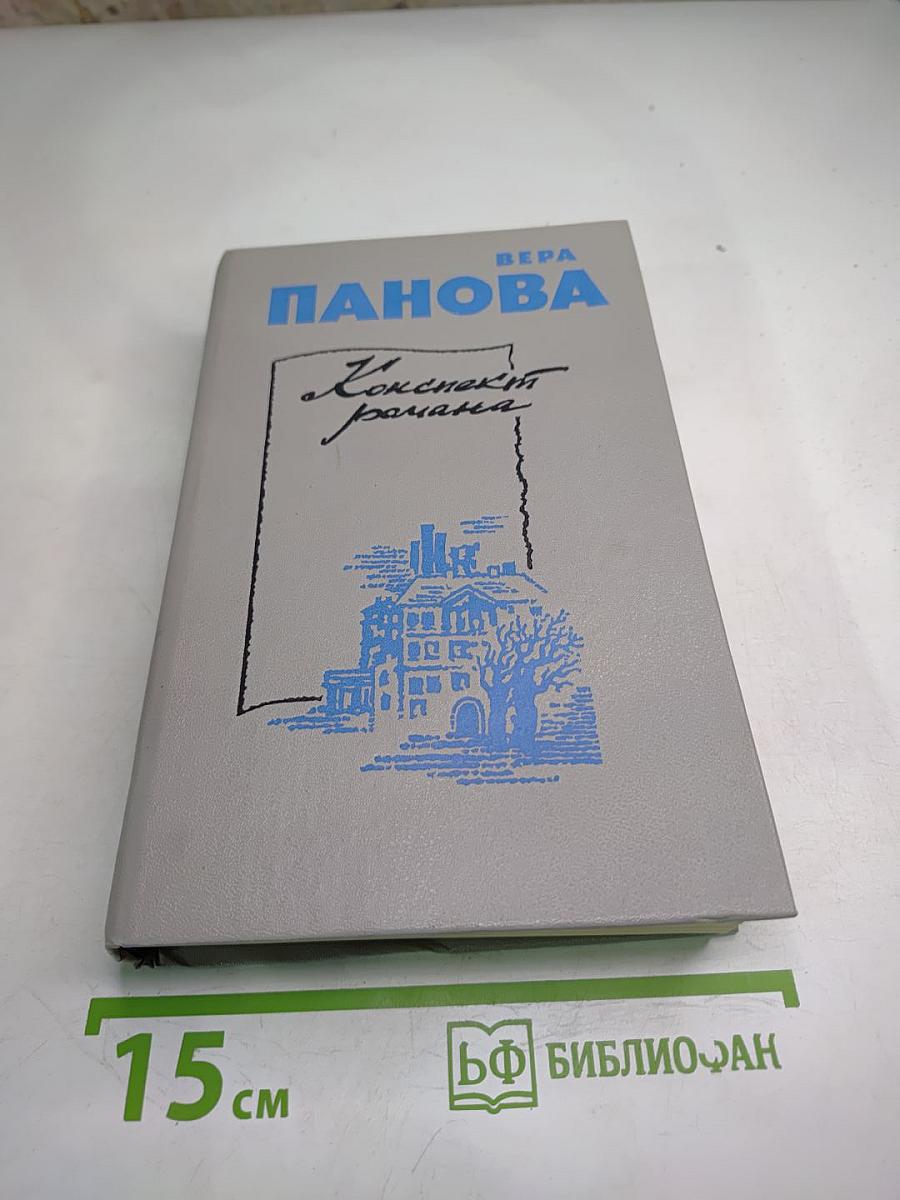 ВЕРА
ПАНОВА
Конспект
романа
15 см
БФ БИБЛИОФАН